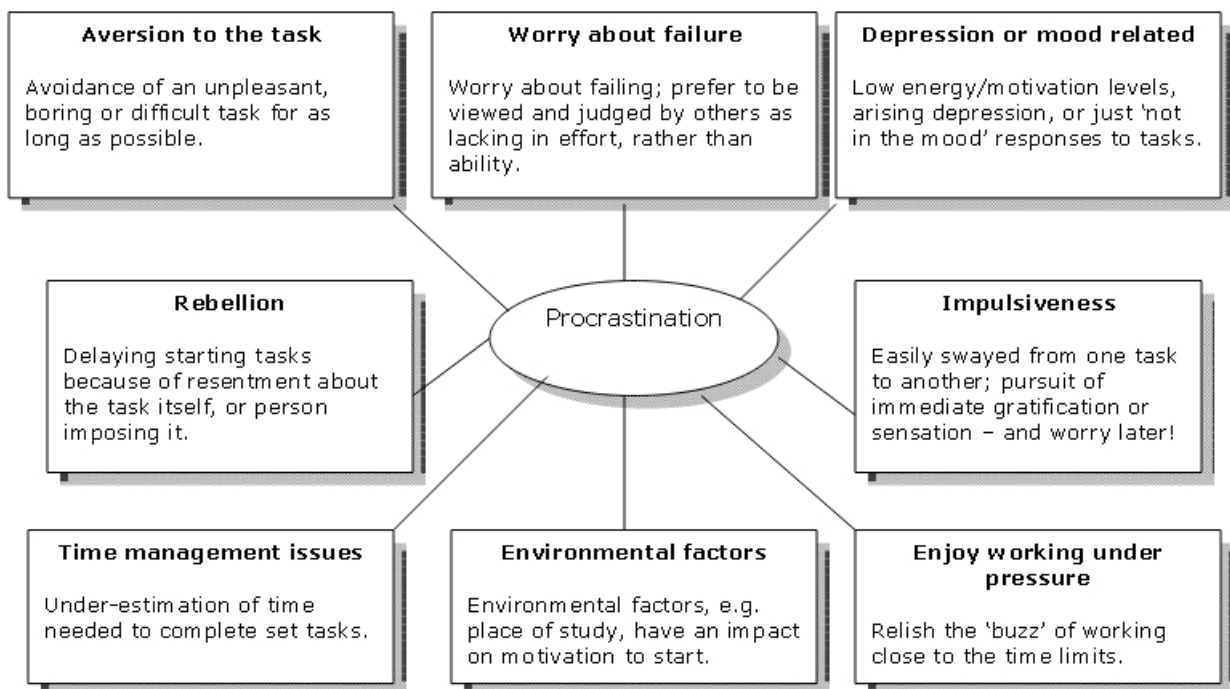 Aversion to the task
Avoidance of an unpleasant,
boring or difficult task for as
long as possible.
Worry about failure
Worry about failing; prefer to be
viewed and judged by others as
lacking in effort, rather than
ability.
Depression or mood related
Low energy/motivation levels,
arising depression, or just ‘not
in the mood’ responses to tasks.
Rebellion
Delaying starting tasks
because of resentment about
the task itself, or person
imposing it.
Procrastination
Impulsiveness
Easily swayed from one task
to another; pursuit of
immediate gratification or
sensation – and worry later!
Time management issues
Under-estimation of time
needed to complete set tasks.
Environmental factors
Environmental factors, e.g.
place of study, have an impact
on motivation to start.
Enjoy working under
pressure
Relish the ‘buzz’ of working
close to the time limits.